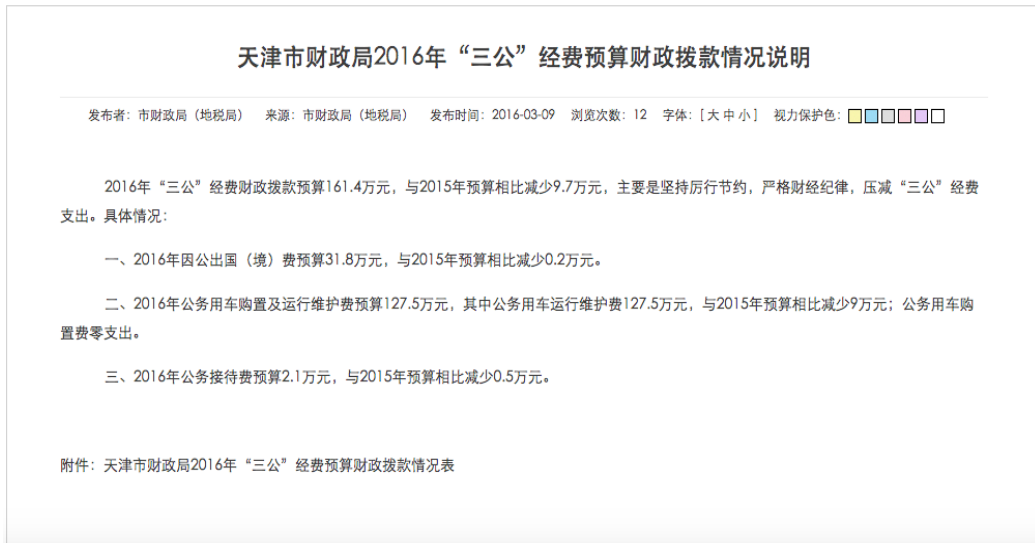 天津市财政局2016年“三公”经费预算财政拨款情况说明
发布者：市财政局（地税局） 来源：市财政局（地税局） 发布时间：2016-03-09 浏览次数：12 字体：[ 大 中 小 ] 视力保护色：
2016年“三公”经费财政拨款预算161.4万元，与2015年预算相比减少9.7万元，主要是坚持厉行节约，严格财经纪律，压减“三公”经费
支出。具体情况：
一、2016年因公出国（境）费预算31.8万元，与2015年预算相比减少0.2万元。
二、2016年公务用车购置及运行维护费预算127.5万元，其中公务用车运行维护费127.5万元，与2015年预算相比减少9万元；公务用车购
置费零支出。
三、2016年公务接待费预算2.1万元，与2015年预算相比减少0.5万元。
附件：天津市财政局2016年“三公”经费预算财政拨款情况表